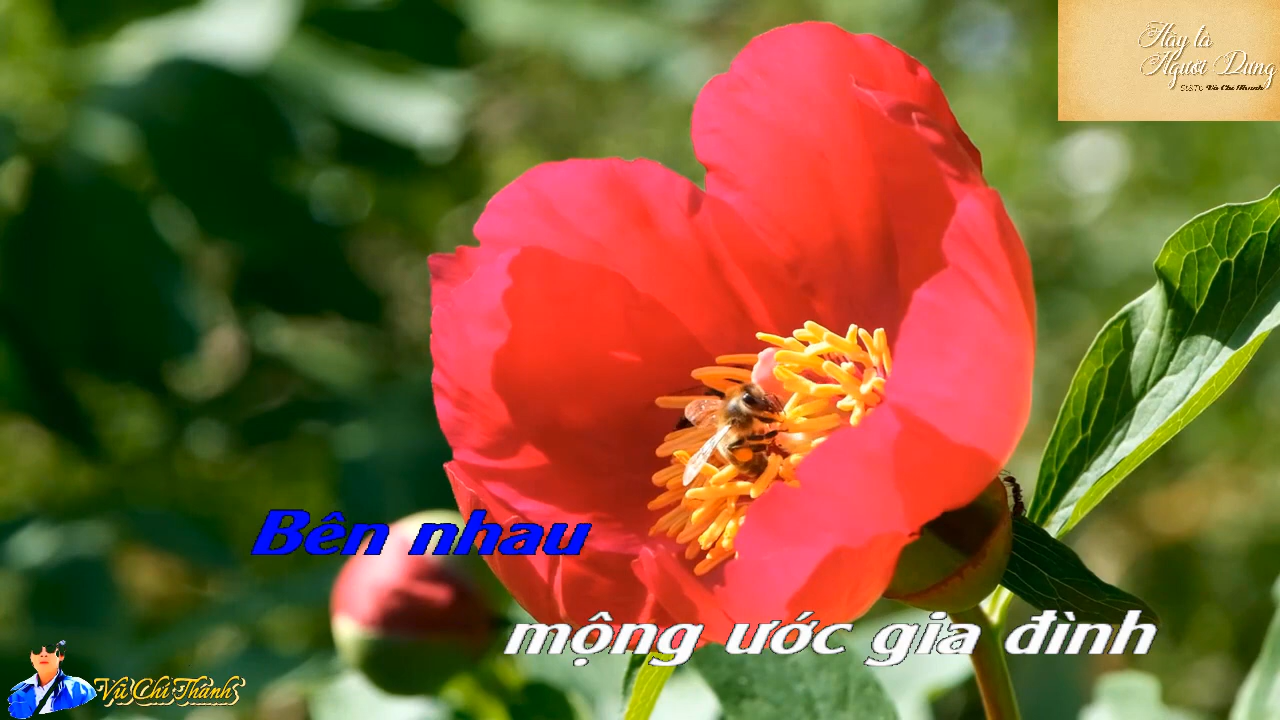 Hãy là
Người Dưng
Bên nhau
mộng ước gia đình
Vũ Chí Thành